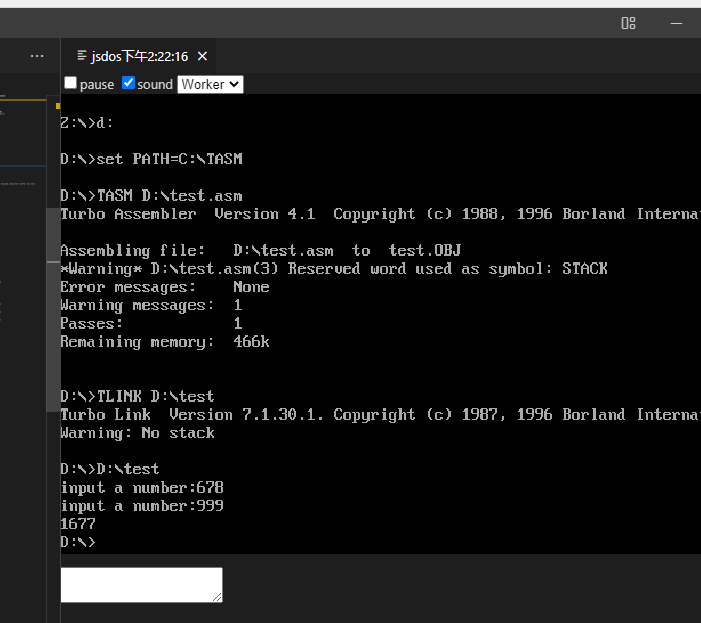 jsdos下午2:22:16
pause sound Worker
Z:\>d:
D:\>set PATH=C:\TASM
D:\>TASM D:\test.asm
Turbo Assembler Version 4.1 Copyright (c) 1988, 1996 Borland Interna
Assembling file: D:\test.asm to test.OBJ
*Warning* D:\test.asm(3) Reserved word used as symbol: STACK
Error messages: None
Warning messages: 1
Passes: 1
Remaining memory: 466k
D:\>TLINK D:\test
Turbo Link Version 7.1.30.1. Copyright (c) 1987, 1996 Borland Interna
Warning: No stack
D:\>D:\test
input a number:678
input a number:999
1677
D:\>